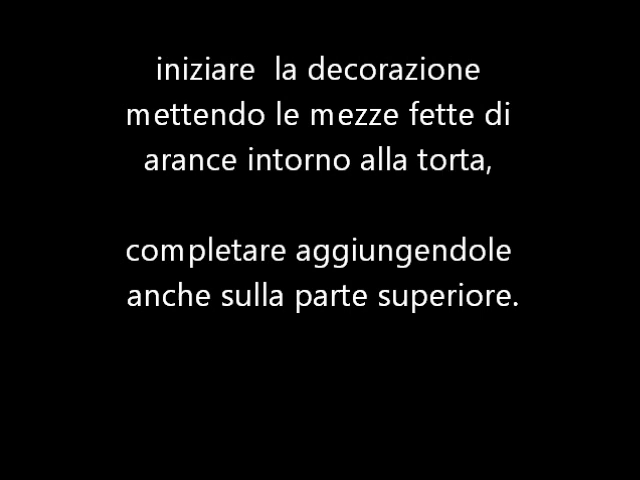 iniziare  la decorazione
mettendo le mezze fette di
arance intorno alla torta,
completare aggiungendole
anche sulla parte superiore.